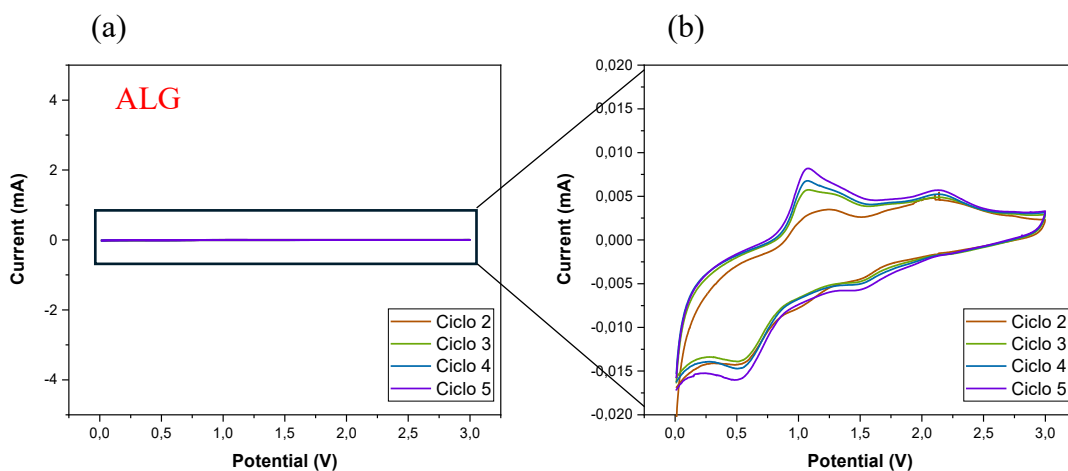 (a)
ALG
Current (mA)
4
2
0
-2
-4
0,0
0,5
1,0
1,5
2,0
2,5
3,0
Potential (V)
Ciclo 2
Ciclo 3
Ciclo 4
Ciclo 5
(b)
Current (mA)
0,020
0,015
0,010
0,005
0,000
-0,005
-0,010
-0,015
-0,020
0,0
0,5
1,0
1,5
2,0
2,5
3,0
Potential (V)
Ciclo 2
Ciclo 3
Ciclo 4
Ciclo 5